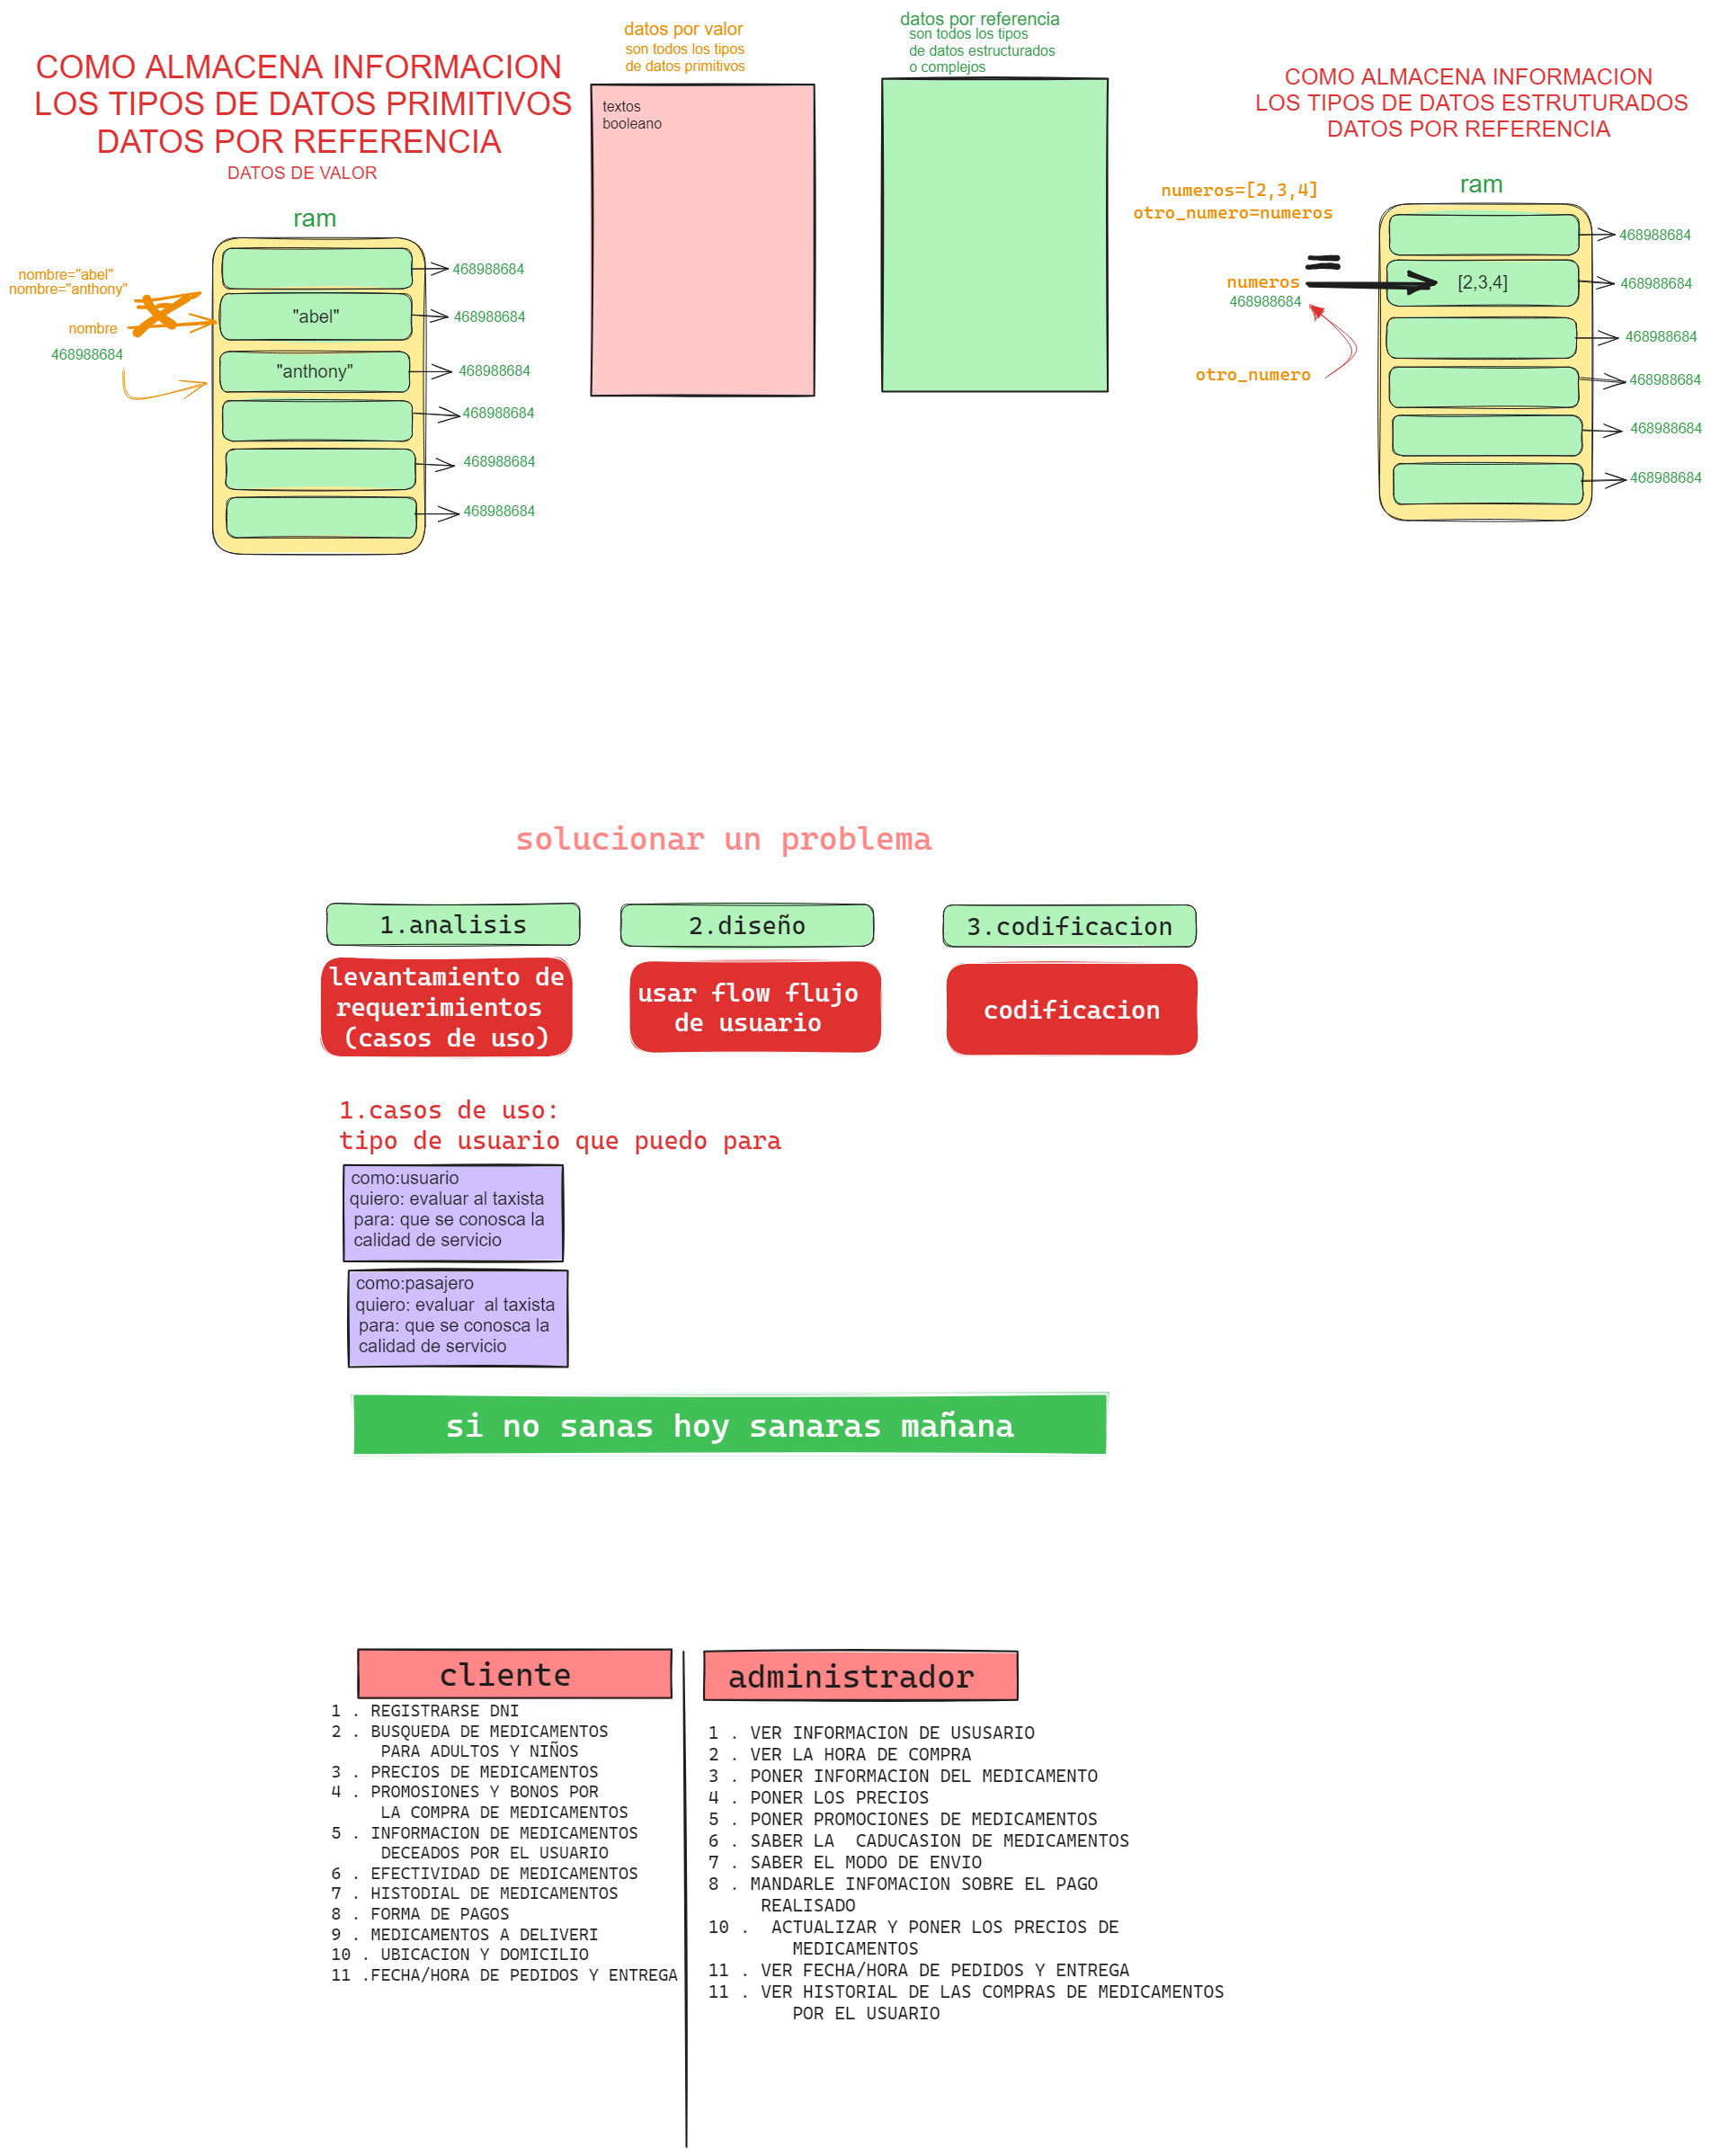 COMO ALMACENA INFORMACION
LOS TIPOS DE DATOS PRIMITIVOS
DATOS POR REFERENCIA
DATOS DE VALOR
ram
nombre="abel"
nombre="anthony"
nombre
468988684
"abel"
"anthony"
468988684
468988684
468988684
468988684
468988684
468988684
datos por valor
son todos los tipos
de datos primitivos
textos
booleano
datos por referencia
son todos los tipos
de datos estructurados
o complejos
COMO ALMACENA INFORMACION
LOS TIPOS DE DATOS ESTRUTURADOS
DATOS POR REFERENCIA
ram
numeros=[2,3,4]
otro_numero=numeros
numeros
468988684
otro_numero
[2,3,4]
468988684
468988684
468988684
468988684
468988684
468988684
solucionar un problema
1.analisis
2.diseño
3.codificacion
levantamiento de
requerimientos
(casos de uso)
usar flow flujo
de usuario
codificacion
1.casos de uso:
tipo de usuario que puedo para
como:usuario
quiero: evaluar al taxista
para: que se conosca la
calidad de servicio
como:pasajero
quiero: evaluar  al taxista
para: que se conosca la
calidad de servicio
si no sanas hoy sanaras mañana
cliente
1 . REGISTRARSE DNI
2 . BUSQUEDA DE MEDICAMENTOS
PARA ADULTOS Y NIÑOS
3 . PRECIOS DE MEDICAMENTOS
4 . PROMOSIONES Y BONOS POR
LA COMPRA DE MEDICAMENTOS
5 . INFORMACION DE MEDICAMENTOS
DECEADOS POR EL USUARIO
6 . EFECTIVIDAD DE MEDICAMENTOS
7 . HISTODIAL DE MEDICAMENTOS
8 . FORMA DE PAGOS
9 . MEDICAMENTOS A DELIVERI
10 . UBICACION Y DOMICILIO
11 .FECHA/HORA DE PEDIDOS Y ENTREGA
administrador
1 . VER INFORMACION DE USUSARIO
2 . VER LA HORA DE COMPRA
3 . PONER INFORMACION DEL MEDICAMENTO
4 . PONER LOS PRECIOS
5 . PONER PROMOCIONES DE MEDICAMENTOS
6 . SABER LA  CADUCASION DE MEDICAMENTOS
7 . SABER EL MODO DE ENVIO
8 . MANDARLE INFOMACION SOBRE EL PAGO
REALISADO
10 .  ACTUALIZAR Y PONER LOS PRECIOS DE
MEDICAMENTOS
11 . VER FECHA/HORA DE PEDIDOS Y ENTREGA
11 . VER HISTORIAL DE LAS COMPRAS DE MEDICAMENTOS
POR EL USUARIO